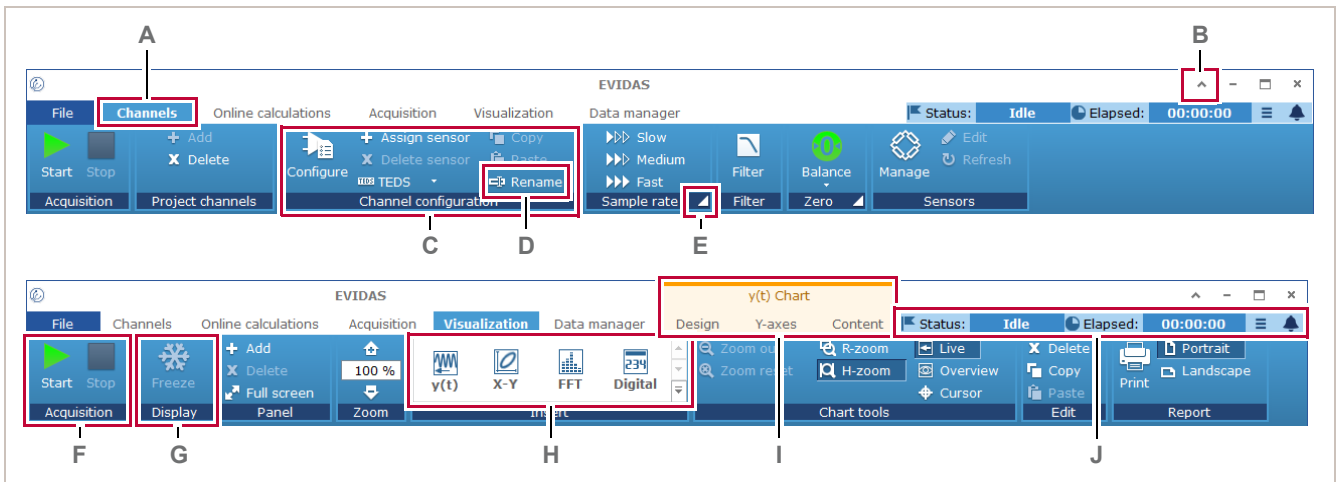 A B
EVIDAS
File Channels Online calculations Acquisition Visualization Data manager Status: Idle Elapsed: 00:00:00
Add Assign sensor Copy Slow Edit
Delete Delete sensor Paste Medium Refresh
Start Stop Configure TEDS Rename Fast Filter Balance Manage
Acquisition Project channels Channel configuration Sample rate Filter Zero Sensors
C D E
EVIDAS y(t) Chart
File Channels Online calculations Acquisition Visualization Data manager Design Y-axes Content Status: Idle Elapsed: 00:00:00
Add Zoom out R-zoom Live Delete Portrait
Start Stop Freeze Delete 100 % y(t) X-Y FFT 234 Digital Zoom reset H-zoom Overview Copy Print Landscape
Full screen Cursor Paste
Acquisition Display Panel Zoom Insert Chart tools Edit Report
F G H I J